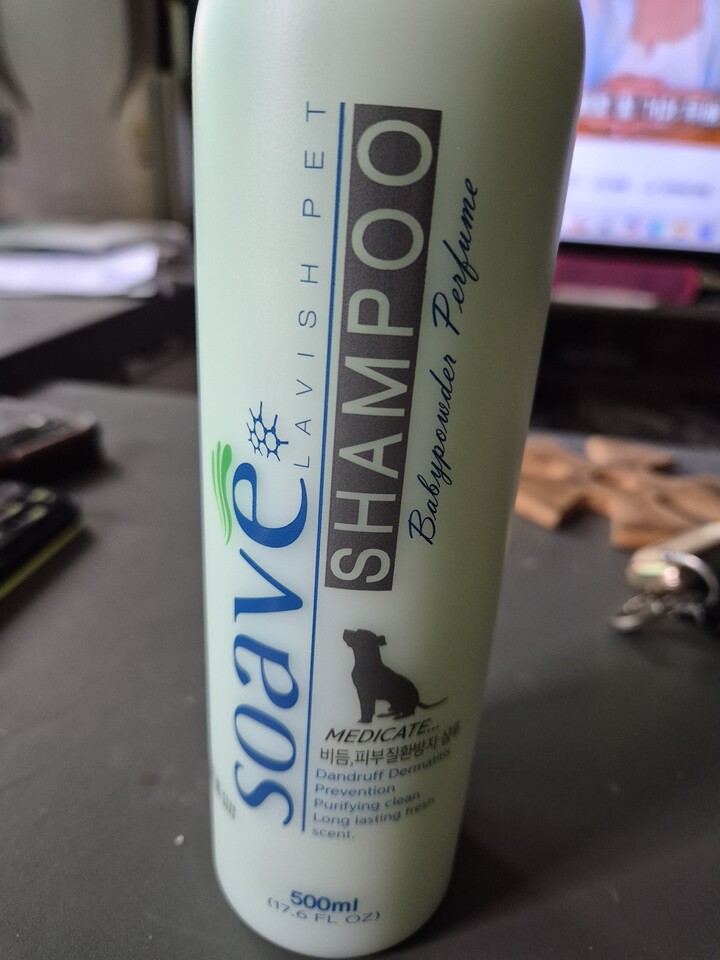 soave
LAVISH PET
SHAMPOO
Babypowder Perfume
MEDICATE...
비듬,피부질환방지 샴푸
Dandruff Dermatitis
Prevention
Purifying clean
Long lasting fresh
scent.
500ml
(17.6 FL OZ)